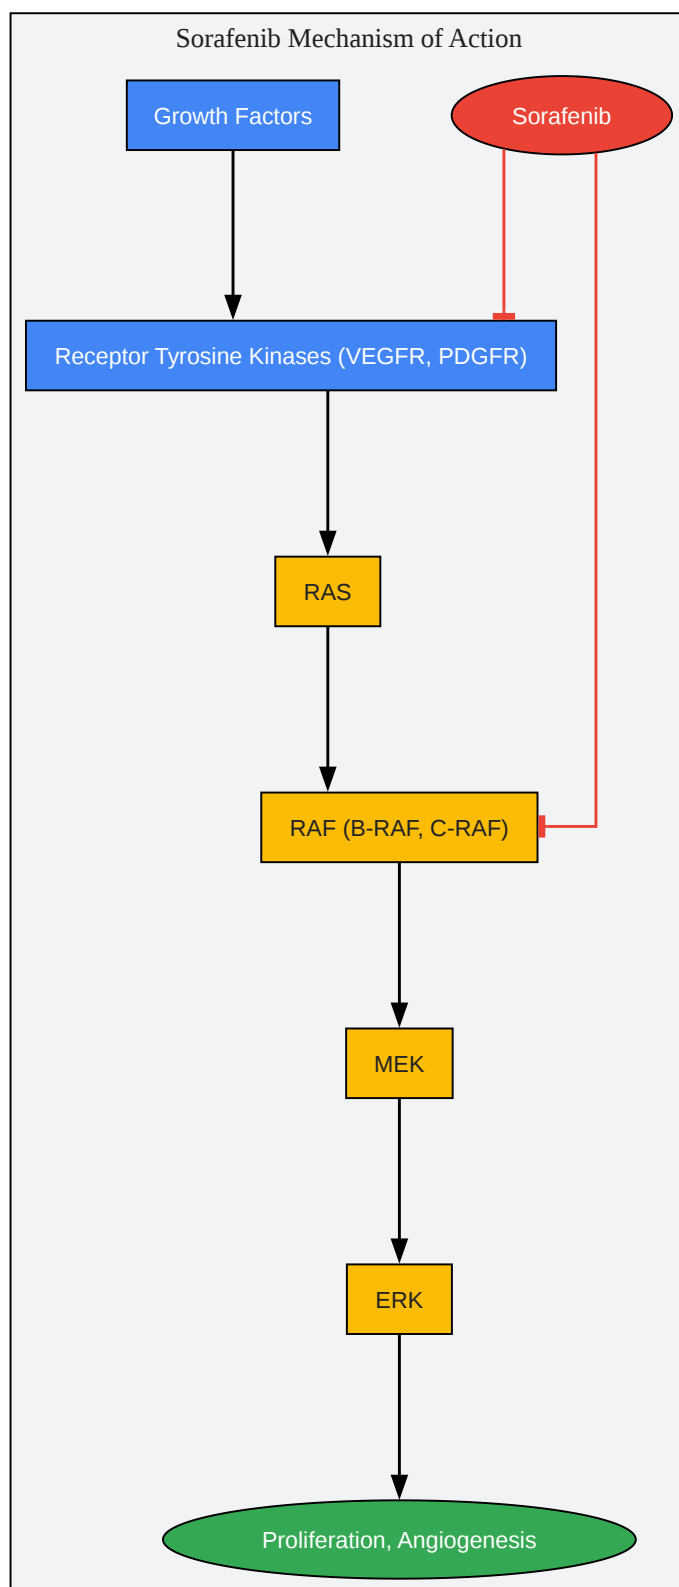 Sorafenib Mechanism of Action
Growth Factors
Sorafenib
Receptor Tyrosine Kinases (VEGFR, PDGFR)
RAS
RAF (B-RAF, C-RAF)
MEK
ERK
Proliferation, Angiogenesis